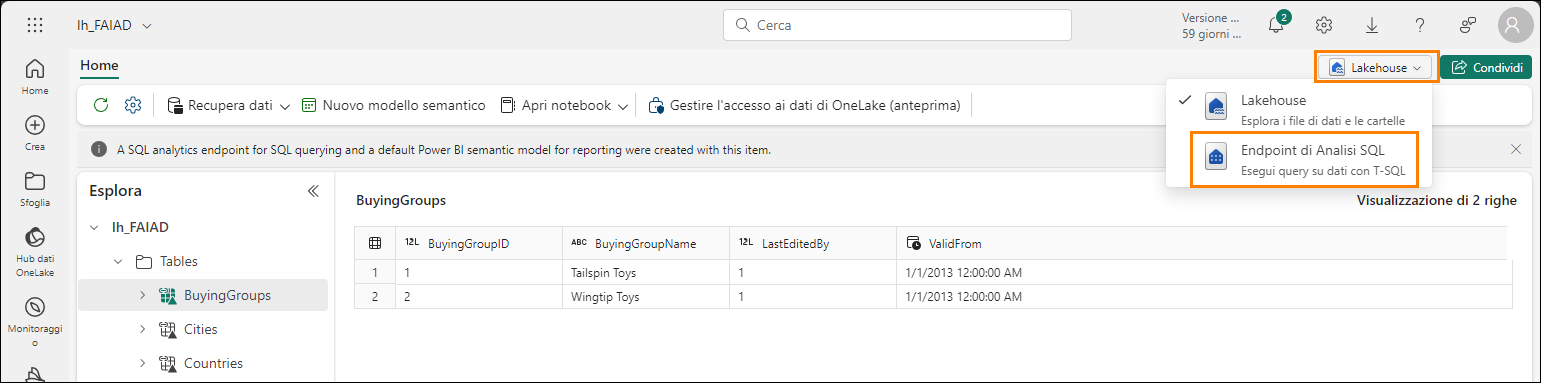 lh_FAIAD
Cerca
Versione ...
59 giorni ...
2
Home
Lakehouse
Condividi
Home
Recupera dati
Nuovo modello semantico
Apri notebook
Gestire l'accesso ai dati di OneLake (anteprima)
Lakehouse
Esplora i file di dati e le cartelle
Endpoint di Analisi SQL
Esegui query su dati con T-SQL
Crea
A SQL analytics endpoint for SQL querying and a default Power BI semantic model for reporting were created with this item.
Sfoglia
Hub dati
OneLake
Monitoraggi
o
Esplora
lh_FAIAD
Tables
BuyingGroups
Cities
Countries
BuyingGroups
Visualizzazione di 2 righe
12L BuyingGroupID ABC BuyingGroupName 12L LastEditedBy ValidFrom
1 1 Tailspin Toys 1 1/1/2013 12:00:00 AM
2 2 Wingtip Toys 1 1/1/2013 12:00:00 AM